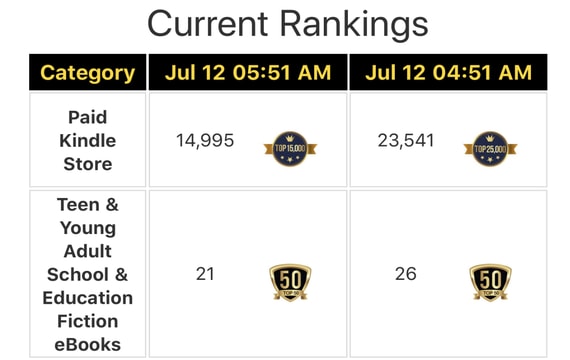 Current Rankings
Category Jul 12 05:51 AM Jul 12 04:51 AM
Paid
Kindle
Store
14,995 TOP 15,000 23,541 TOP 25,000
Teen &
Young
Adult
School &
Education
Fiction
eBooks
21 50 TOP 50 26 50 TOP 50